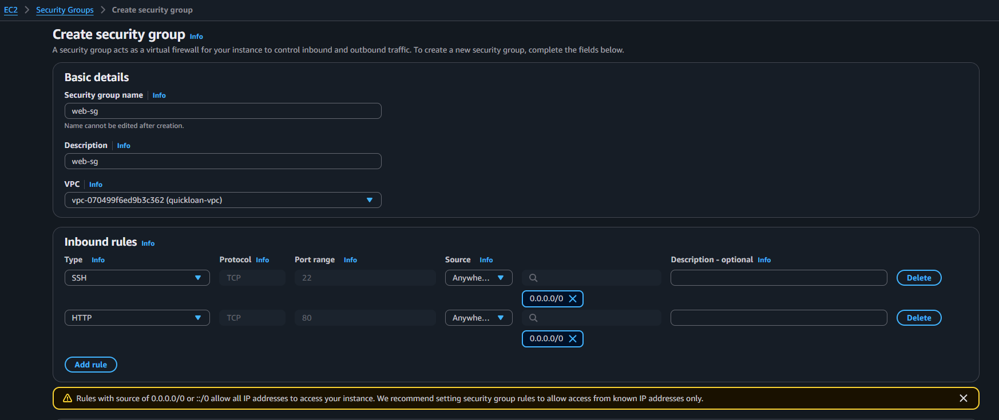 EC2 > Security Groups > Create security group
Create security group Info
A security group acts as a virtual firewall for your instance to control inbound and outbound traffic. To create a new security group, complete the fields below.
Basic details
Security group name Info
web-sg
Name cannot be edited after creation.
Description Info
web-sg
VPC Info
vpc-070499f6ed9b3c362 (quickloan-vpc)
Inbound rules Info
Type Info Protocol Info Port range Info Source Info Description - optional Info
SSH TCP 22 Anywhe... Delete
0.0.0.0/0
HTTP TCP 80 Anywhe... Delete
0.0.0.0/0
Add rule
Rules with source of 0.0.0.0/0 or ::/0 allow all IP addresses to access your instance. We recommend setting security group rules to allow access from known IP addresses only.